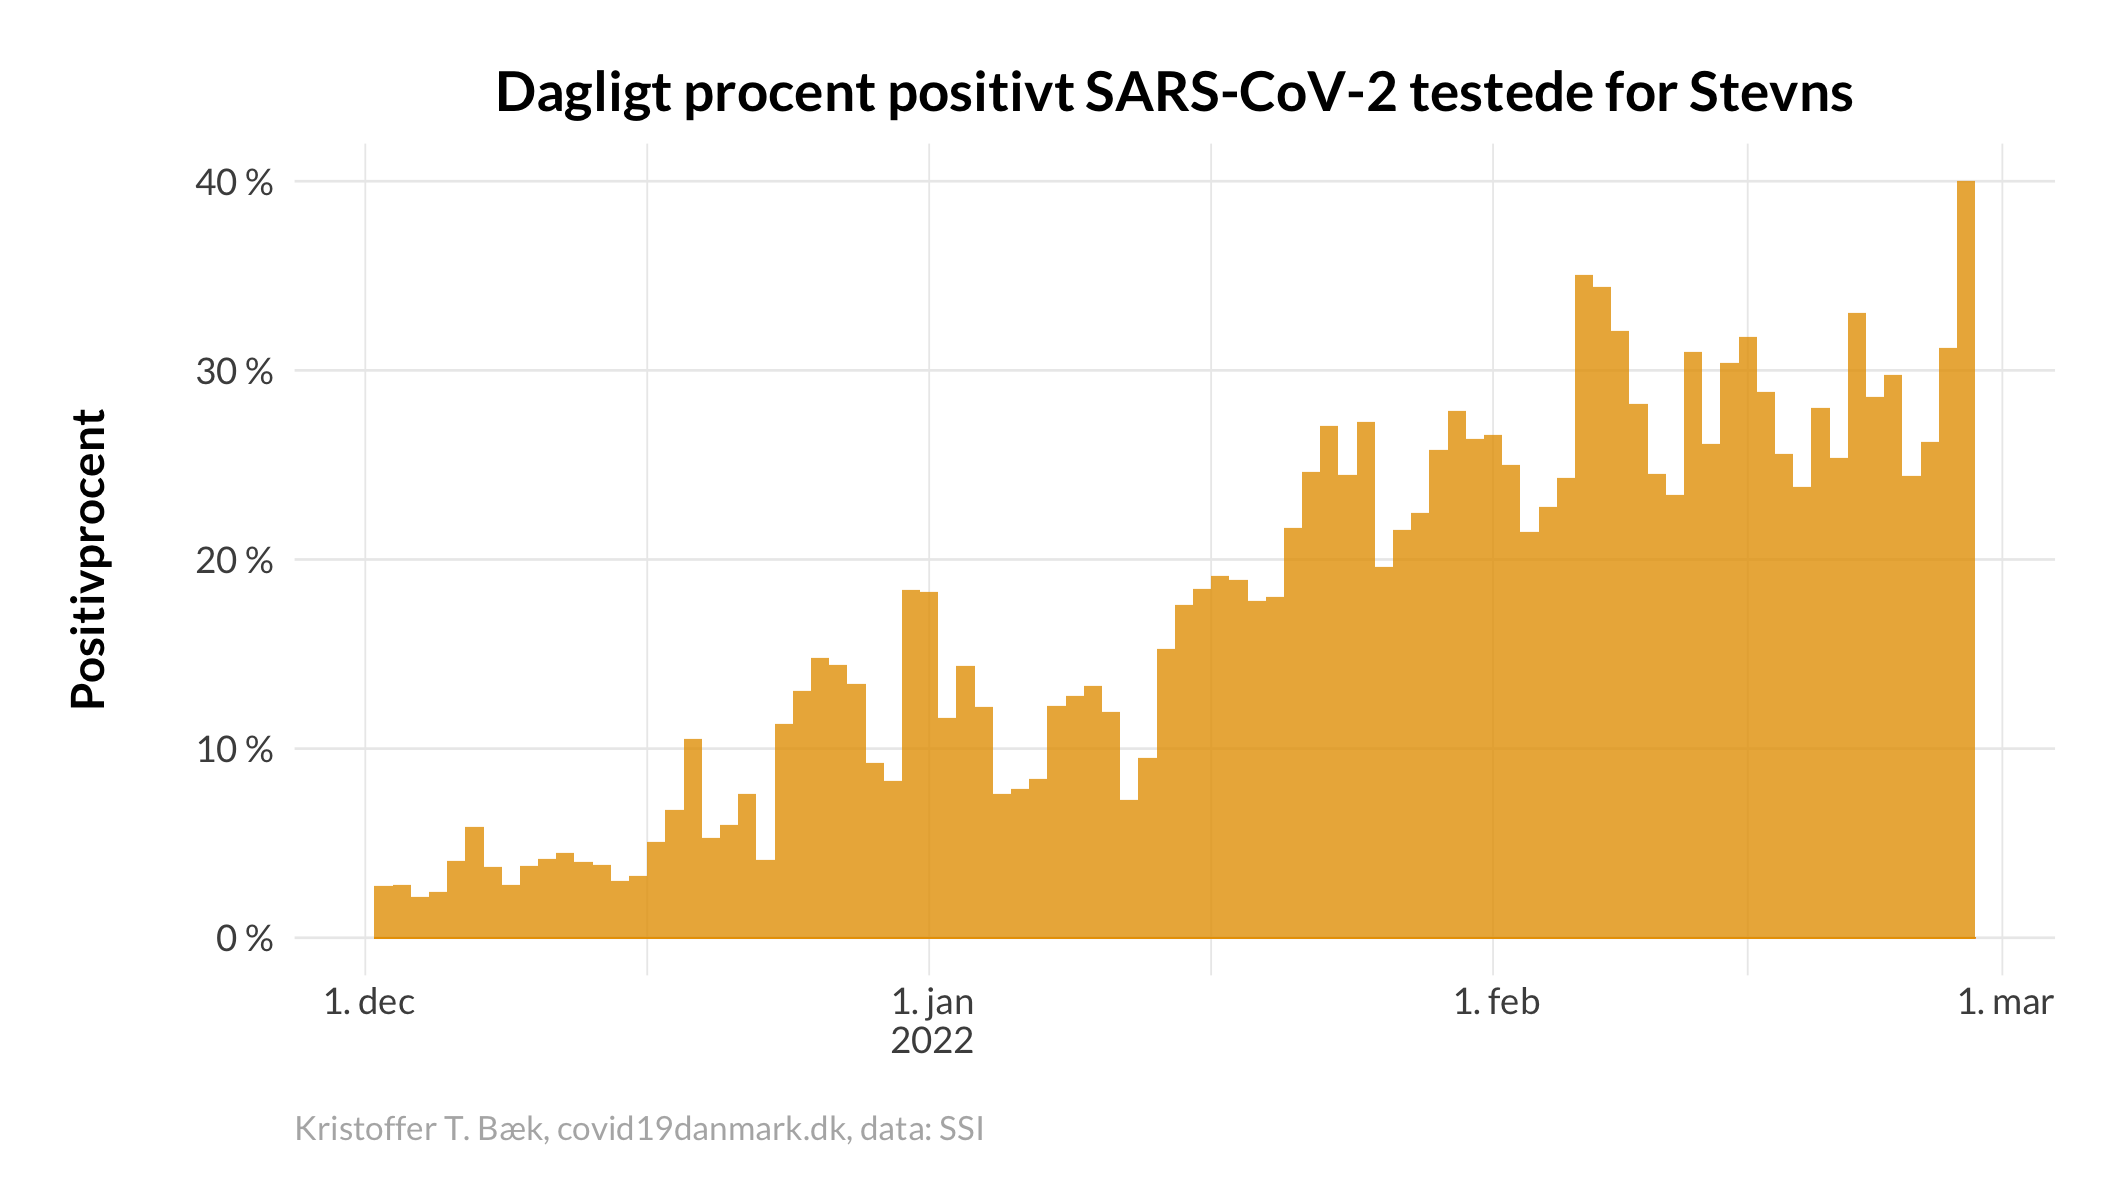 Dagligt procent positivt SARS-CoV-2 testede for Stevns
Positivprocent
40 %
30 %
20 %
10 %
0 %
1. dec
1. jan
2022
1. feb
1. mar
Kristoffer T. Bæk, covid19danmark.dk, data: SSI